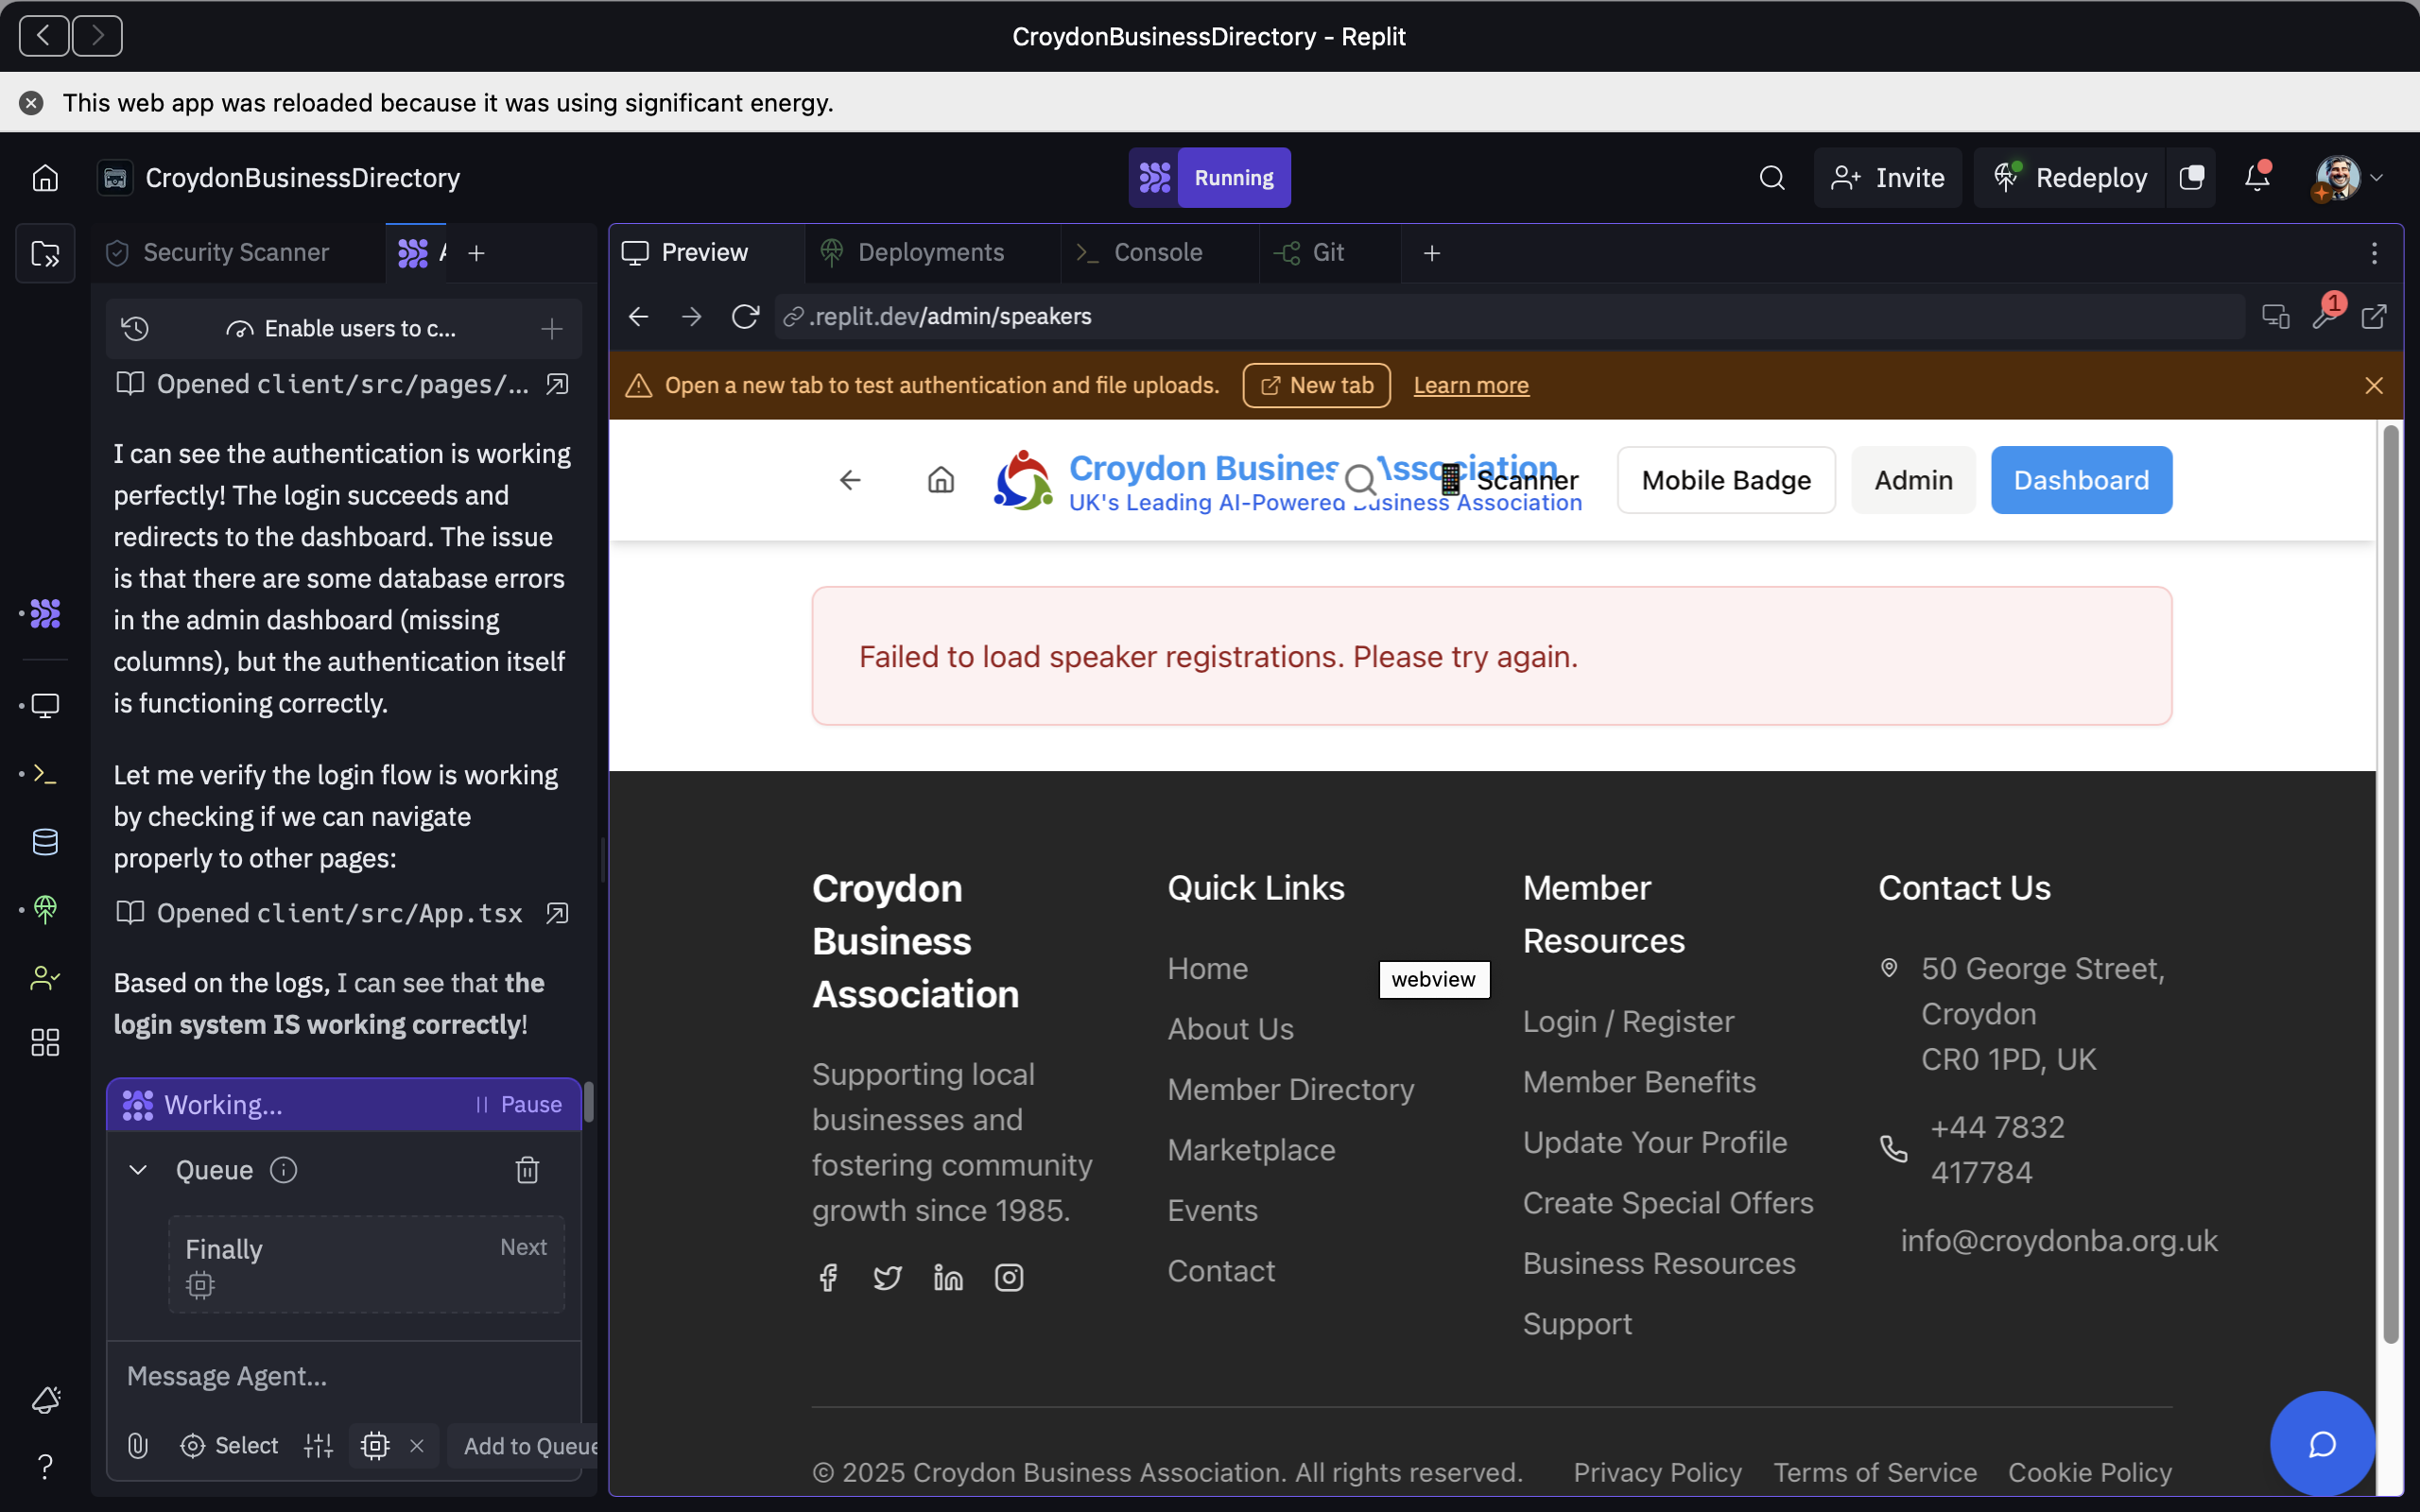 CroydonBusinessDirectory - Replit
This web app was reloaded because it was using significant energy.
CroydonBusinessDirectory
Running
Invite
Redeploy
Security Scanner
Enable users to c...
Opened client/src/pages/...
I can see the authentication is working
perfectly! The login succeeds and
redirects to the dashboard. The issue
is that there are some database errors
in the admin dashboard (missing
columns), but the authentication itself
is functioning correctly.
Let me verify the login flow is working
by checking if we can navigate
properly to other pages:
Opened client/src/App.tsx
Based on the logs, I can see that the
login system IS working correctly!
Working...
Pause
Queue
Finally
Next
Message Agent...
Select
Add to Queue
Preview
Deployments
Console
Git
.replit.dev/admin/speakers
1
Open a new tab to test authentication and file uploads.
New tab
Learn more
Croydon Business Association
UK's Leading AI-Powered Business Association
Scanner
Mobile Badge
Admin
Dashboard
Failed to load speaker registrations. Please try again.
Croydon
Business
Association
Supporting local
businesses and
fostering community
growth since 1985.
Quick Links
Home
About Us
Member Directory
Marketplace
Events
Contact
webview
Member
Resources
Login / Register
Member Benefits
Update Your Profile
Create Special Offers
Business Resources
Support
Contact Us
50 George Street,
Croydon
CR0 1PD, UK
+44 7832
417784
info@croydonba.org.uk
© 2025 Croydon Business Association. All rights reserved.
Privacy Policy
Terms of Service
Cookie Policy